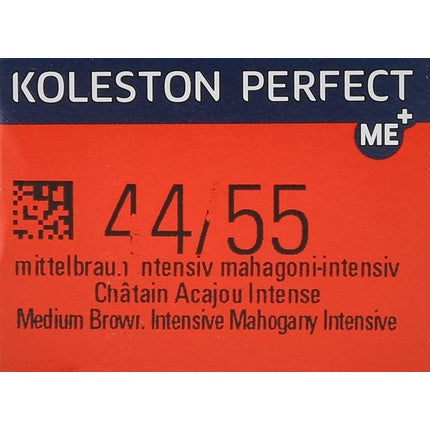 KOLESTON PERFECT
ME+
44/55
mittelbraun intensiv mahagoni-intensiv
Châtain Acajou Intense
Medium Brown Intensive Mahogany Intensive